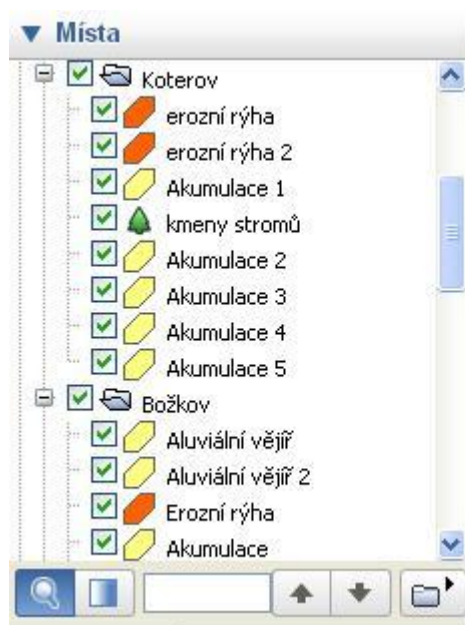 Místa
Koterov
erozní rýha
erozní rýha 2
Akumulace 1
kmeny stromů
Akumulace 2
Akumulace 3
Akumulace 4
Akumulace 5
Božkov
Aluviální vějíř
Aluviální vějíř 2
Erozní rýha
Akumulace